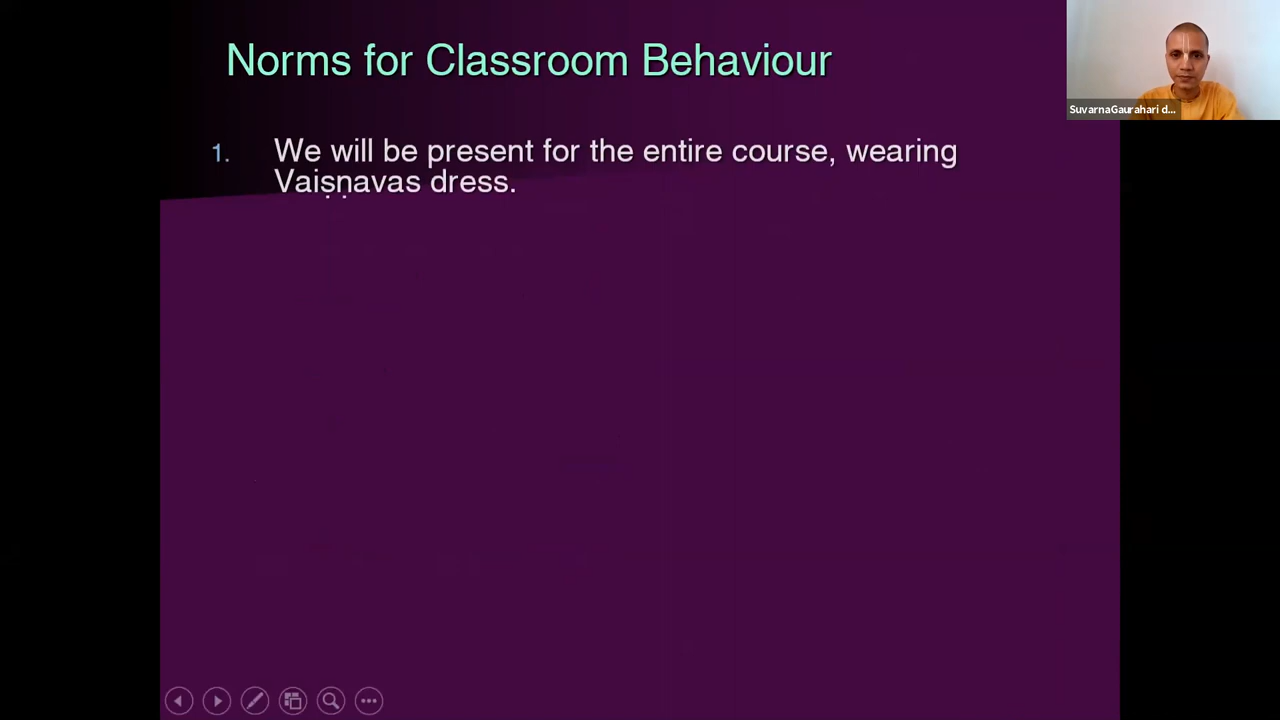 Norms for Classroom Behaviour
SuvarnaGaurahari d...
1. We will be present for the entire course, wearing
Vaiṣṇavas dress.